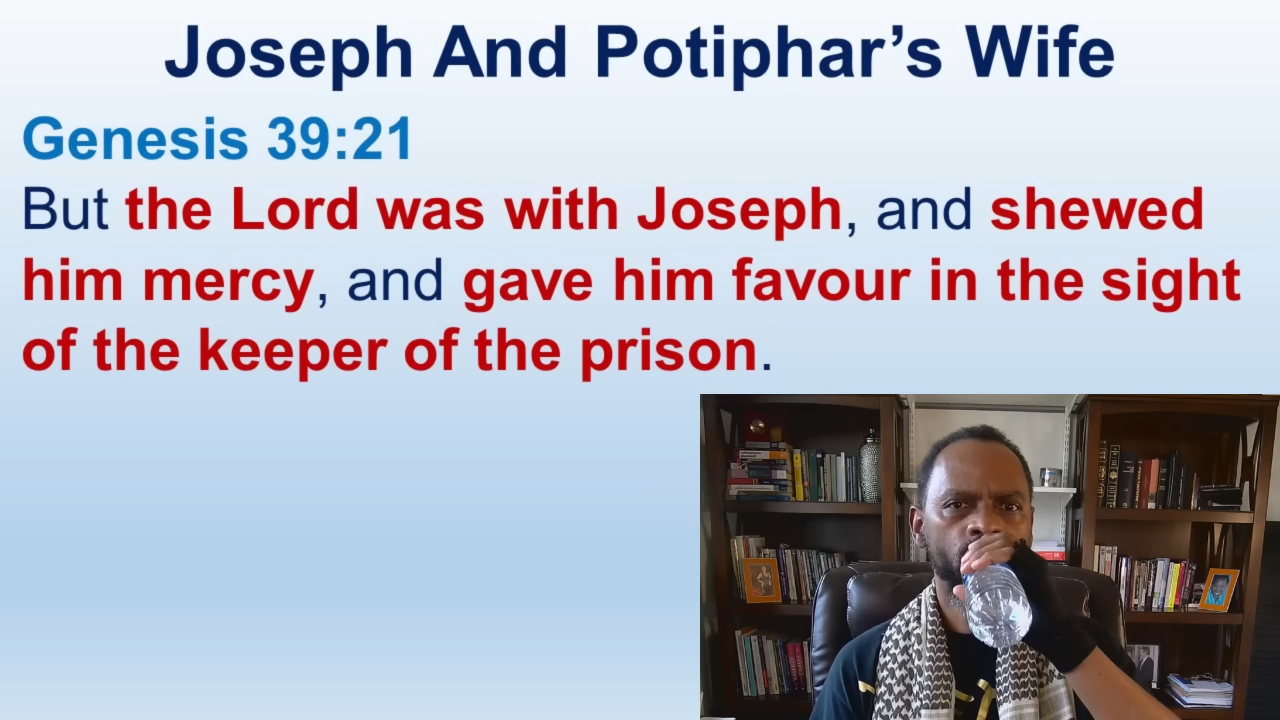 Joseph And Potiphar’s Wife
Genesis 39:21
But the Lord was with Joseph, and shewed
him mercy, and gave him favour in the sight
of the keeper of the prison.